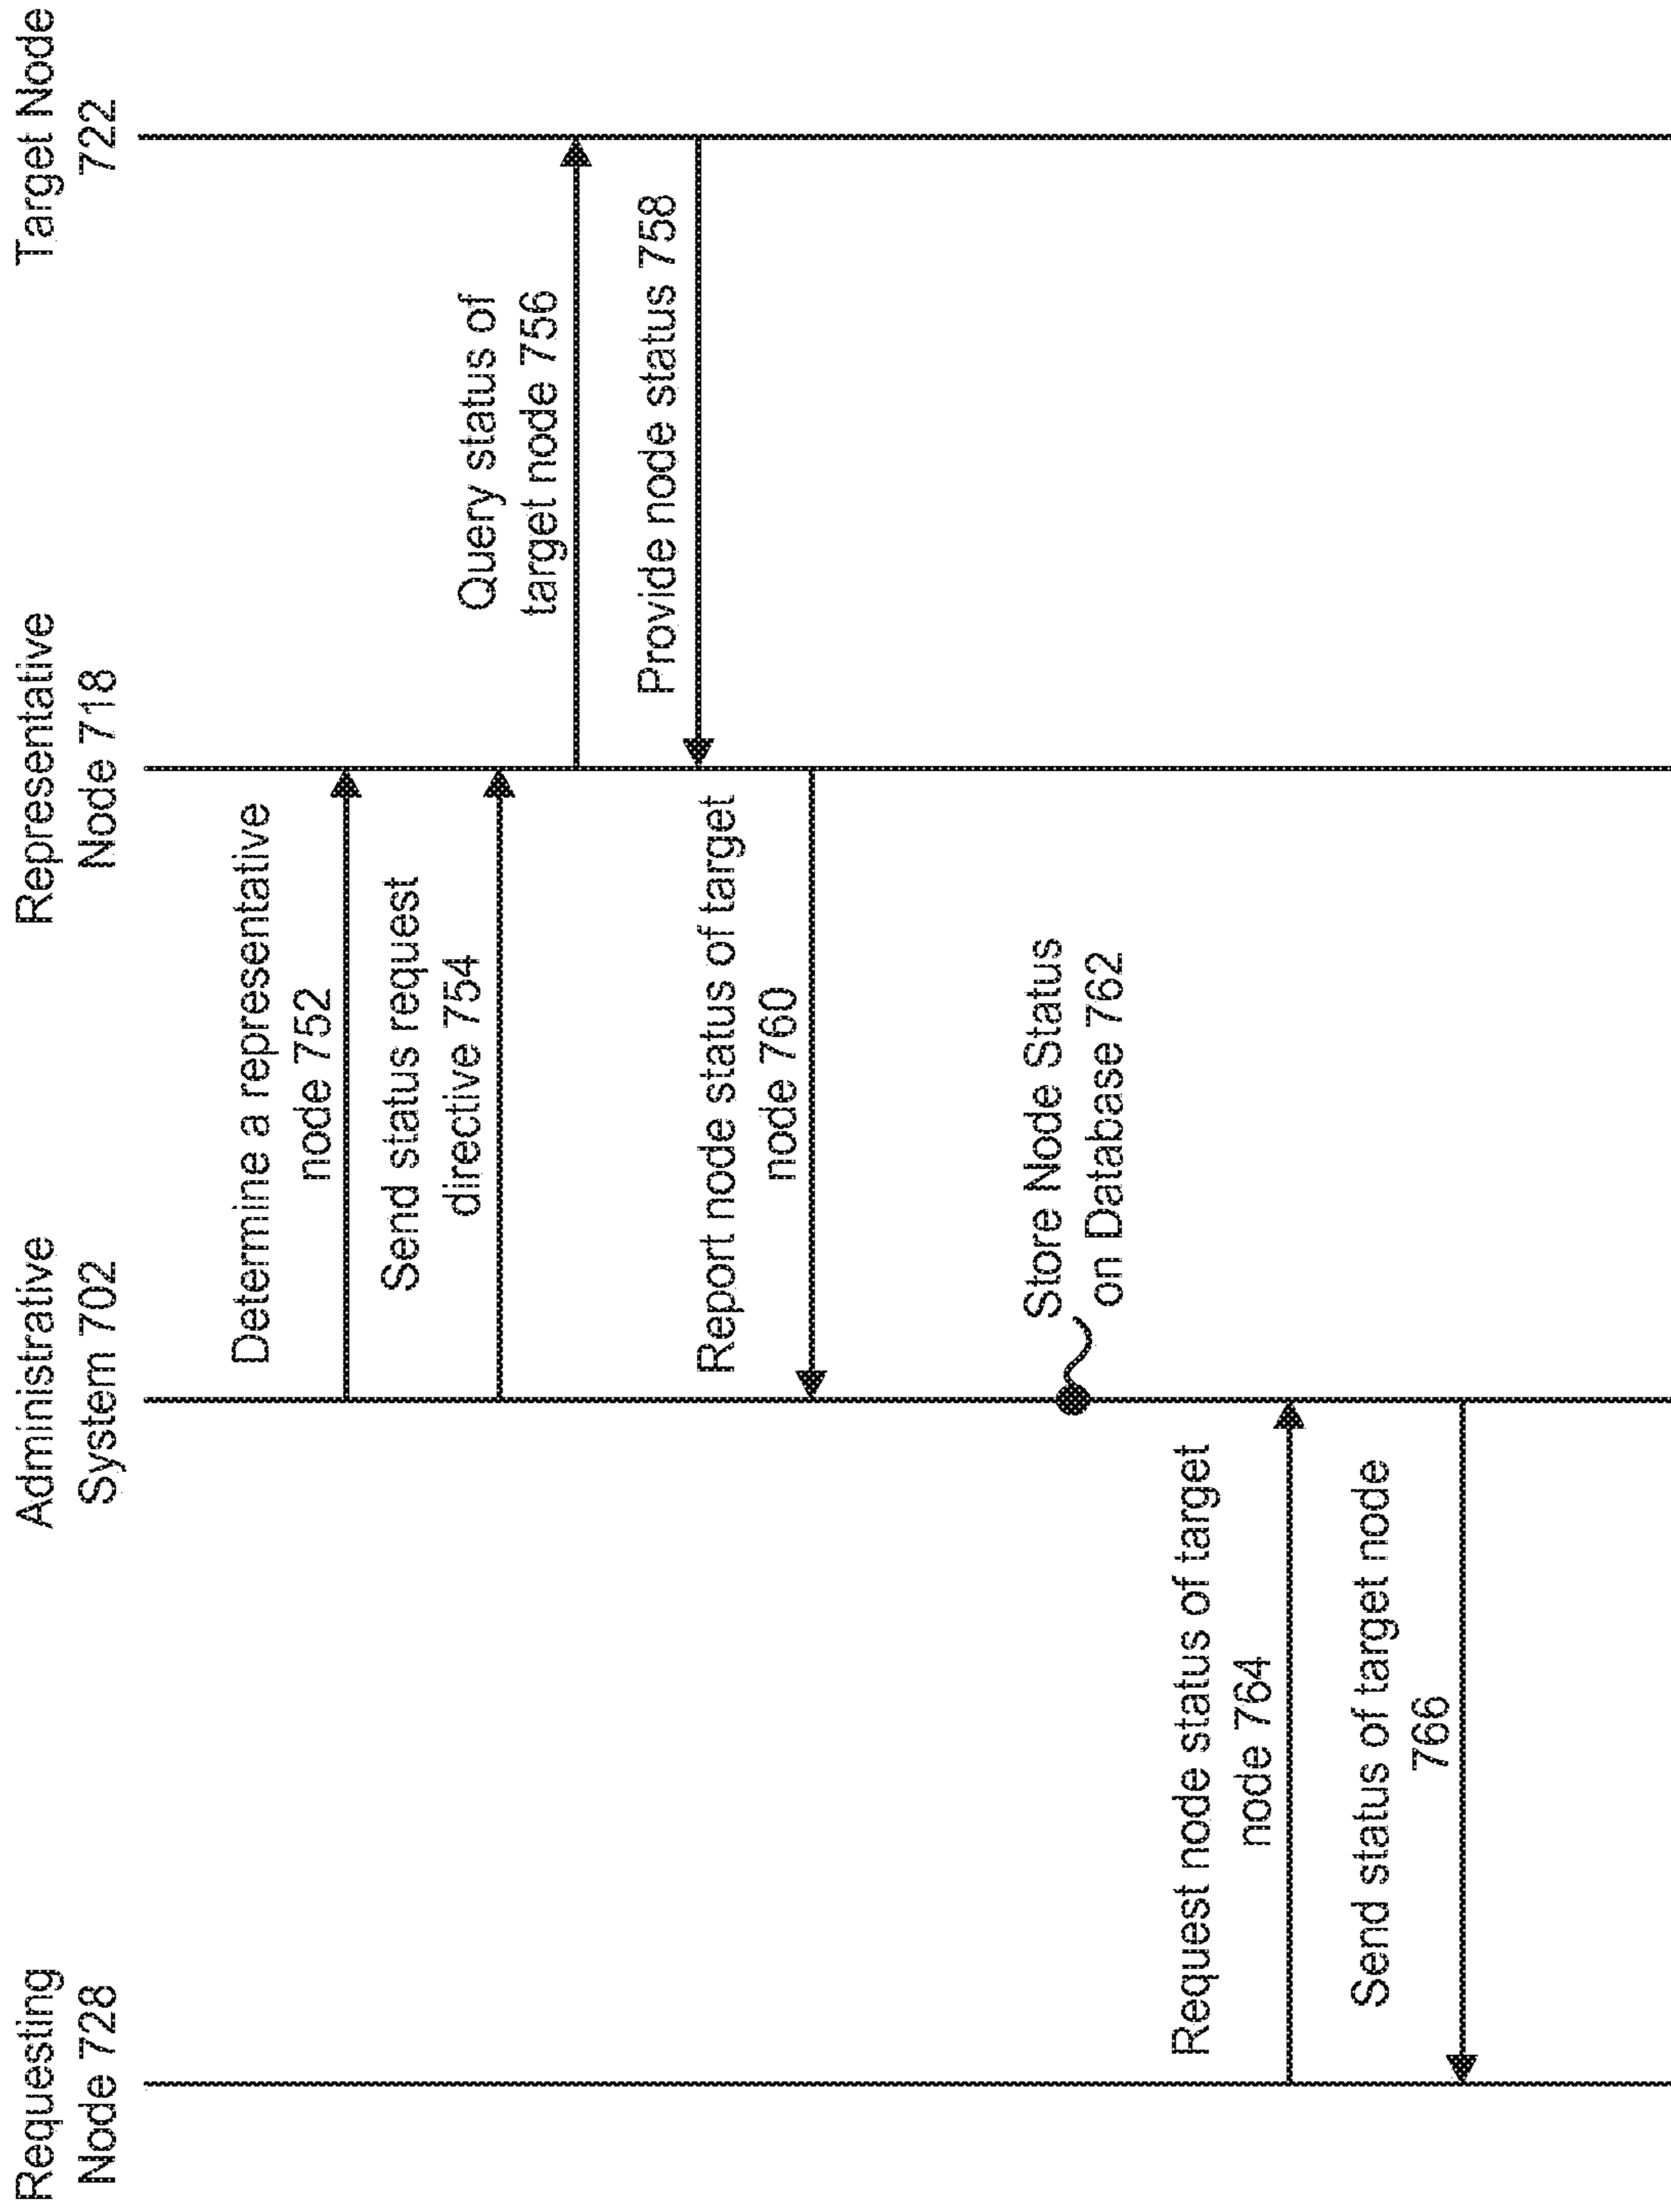 Requesting
Node 728
Administrative
System 702
Representative
Node 718
Target Node
722
Determine a representative
node 752
Send status request
directive 754
Query status of
target node 756
Provide node status 758
Report node status of target
node 760
Store Node Status
on Database 762
Request node status of target
node 764
Send status of target node
766